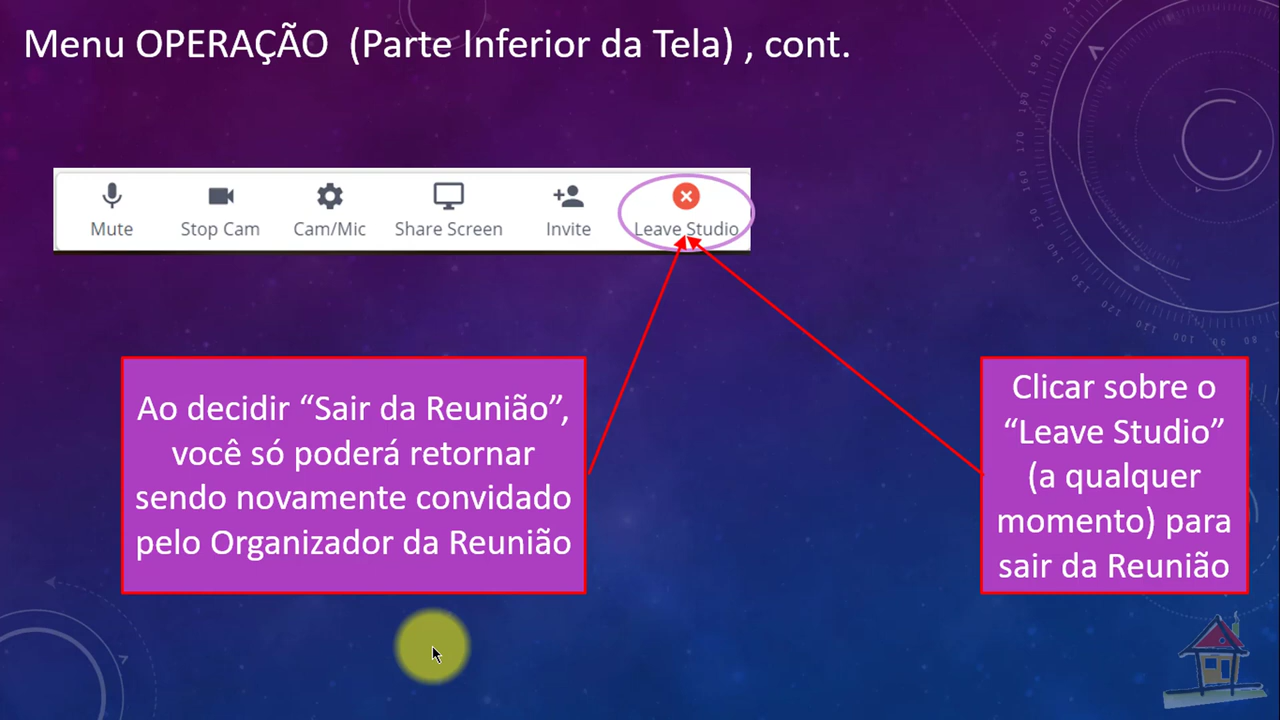 Menu OPERAÇÃO (Parte Inferior da Tela) , cont.
Mute Stop Cam Cam/Mic Share Screen Invite Leave Studio
Ao decidir “Sair da Reunião”,
você só poderá retornar
sendo novamente convidado
pelo Organizador da Reunião
Clicar sobre o
“Leave Studio”
(a qualquer
momento) para
sair da Reunião